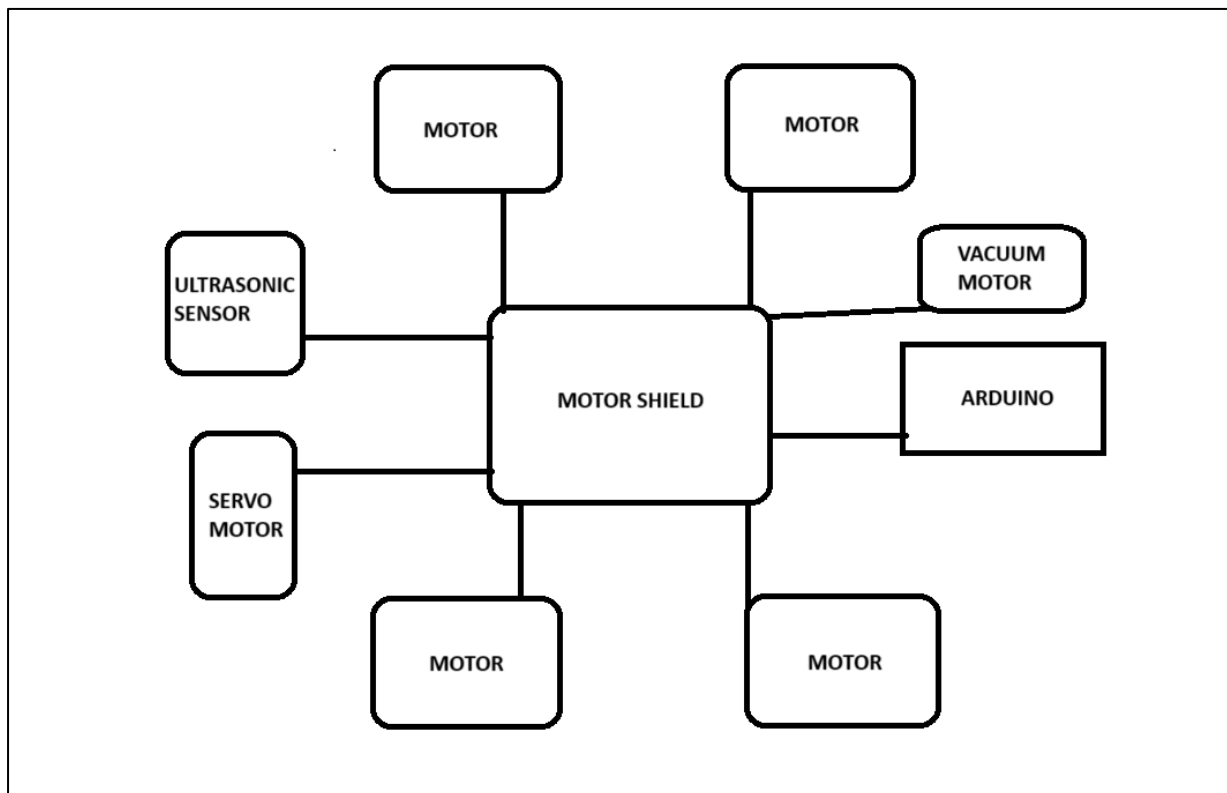 MOTOR
MOTOR
VACUUM
MOTOR
ULTRASONIC
SENSOR
MOTOR SHIELD
ARDUINO
SERVO
MOTOR
MOTOR
MOTOR